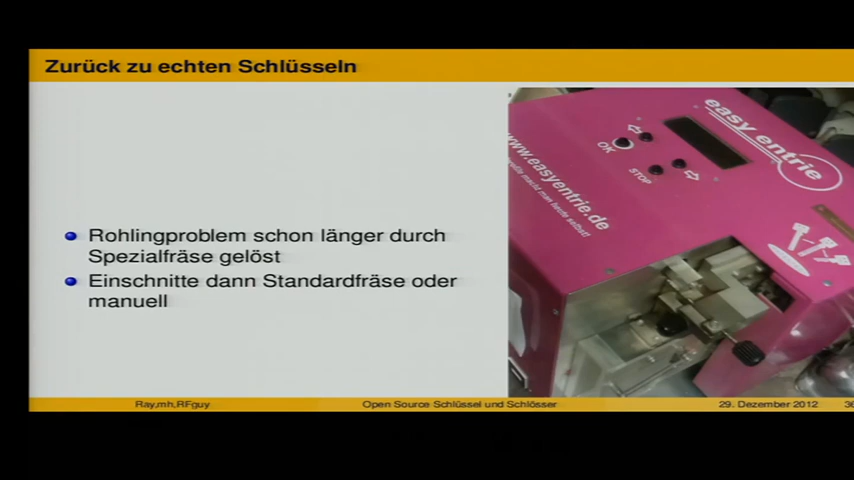 Zurück zu echten Schlüsseln
Rohlingproblem schon länger durch
Spezialfräse gelöst
Einschnitte dann Standardfräse oder
manuell
easy entrie
OK
STOP
www.easyentrie.de
Ray,mh,RFguy
Open Source Schlüssel und Schlösser
29. Dezember 2012
36